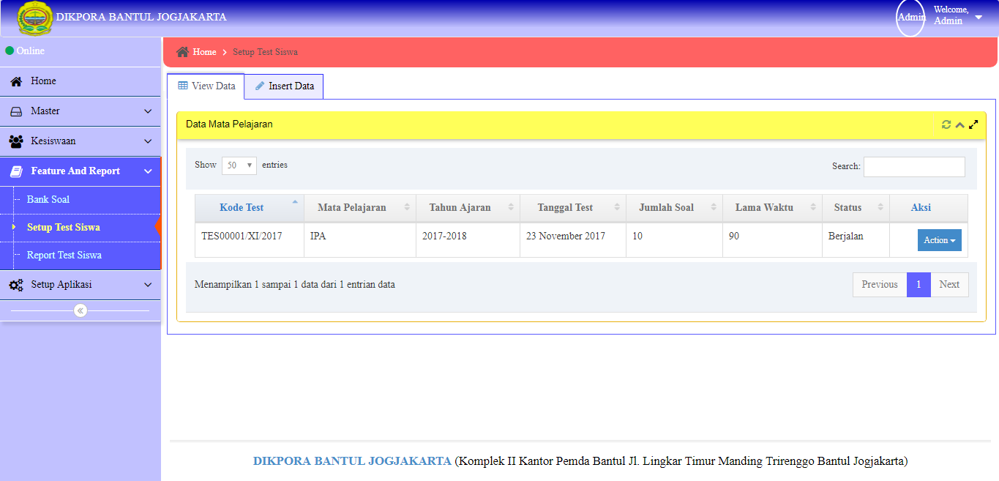 DIKPORA BANTUL JOGJAKARTA
Admin
Welcome,
Admin
Online
Home
Master
Kesiswaan
Feature And Report
Bank Soal
Setup Test Siswa
Report Test Siswa
Setup Aplikasi
Home > Setup Test Siswa
View Data Insert Data
Data Mata Pelajaran
Show 50 entries Search:
Kode Test Mata Pelajaran Tahun Ajaran Tanggal Test Jumlah Soal Lama Waktu Status Aksi
TES00001/XI/2017 IPA 2017-2018 23 November 2017 10 90 Berjalan Action
Menampilkan 1 sampai 1 data dari 1 entrian data Previous 1 Next
DIKPORA BANTUL JOGJAKARTA (Komplek II Kantor Pemda Bantul Jl. Lingkar Timur Manding Trirenggo Bantul Jogjakarta)